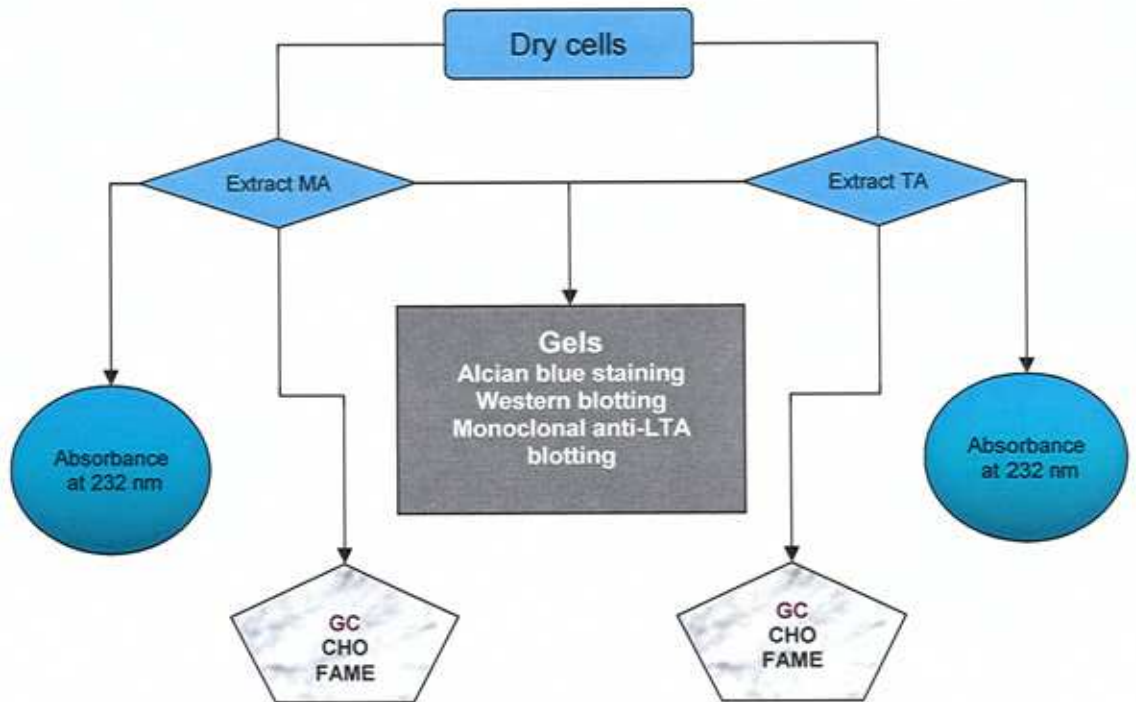 Dry cells
Extract MA
Extract TA
Gels
Alcian blue staining
Western blotting
Monoclonal anti-LTA
blotting
Absorbance
at 232 nm
Absorbance
at 232 nm
GC
CHO
FAME
GC
CHO
FAME